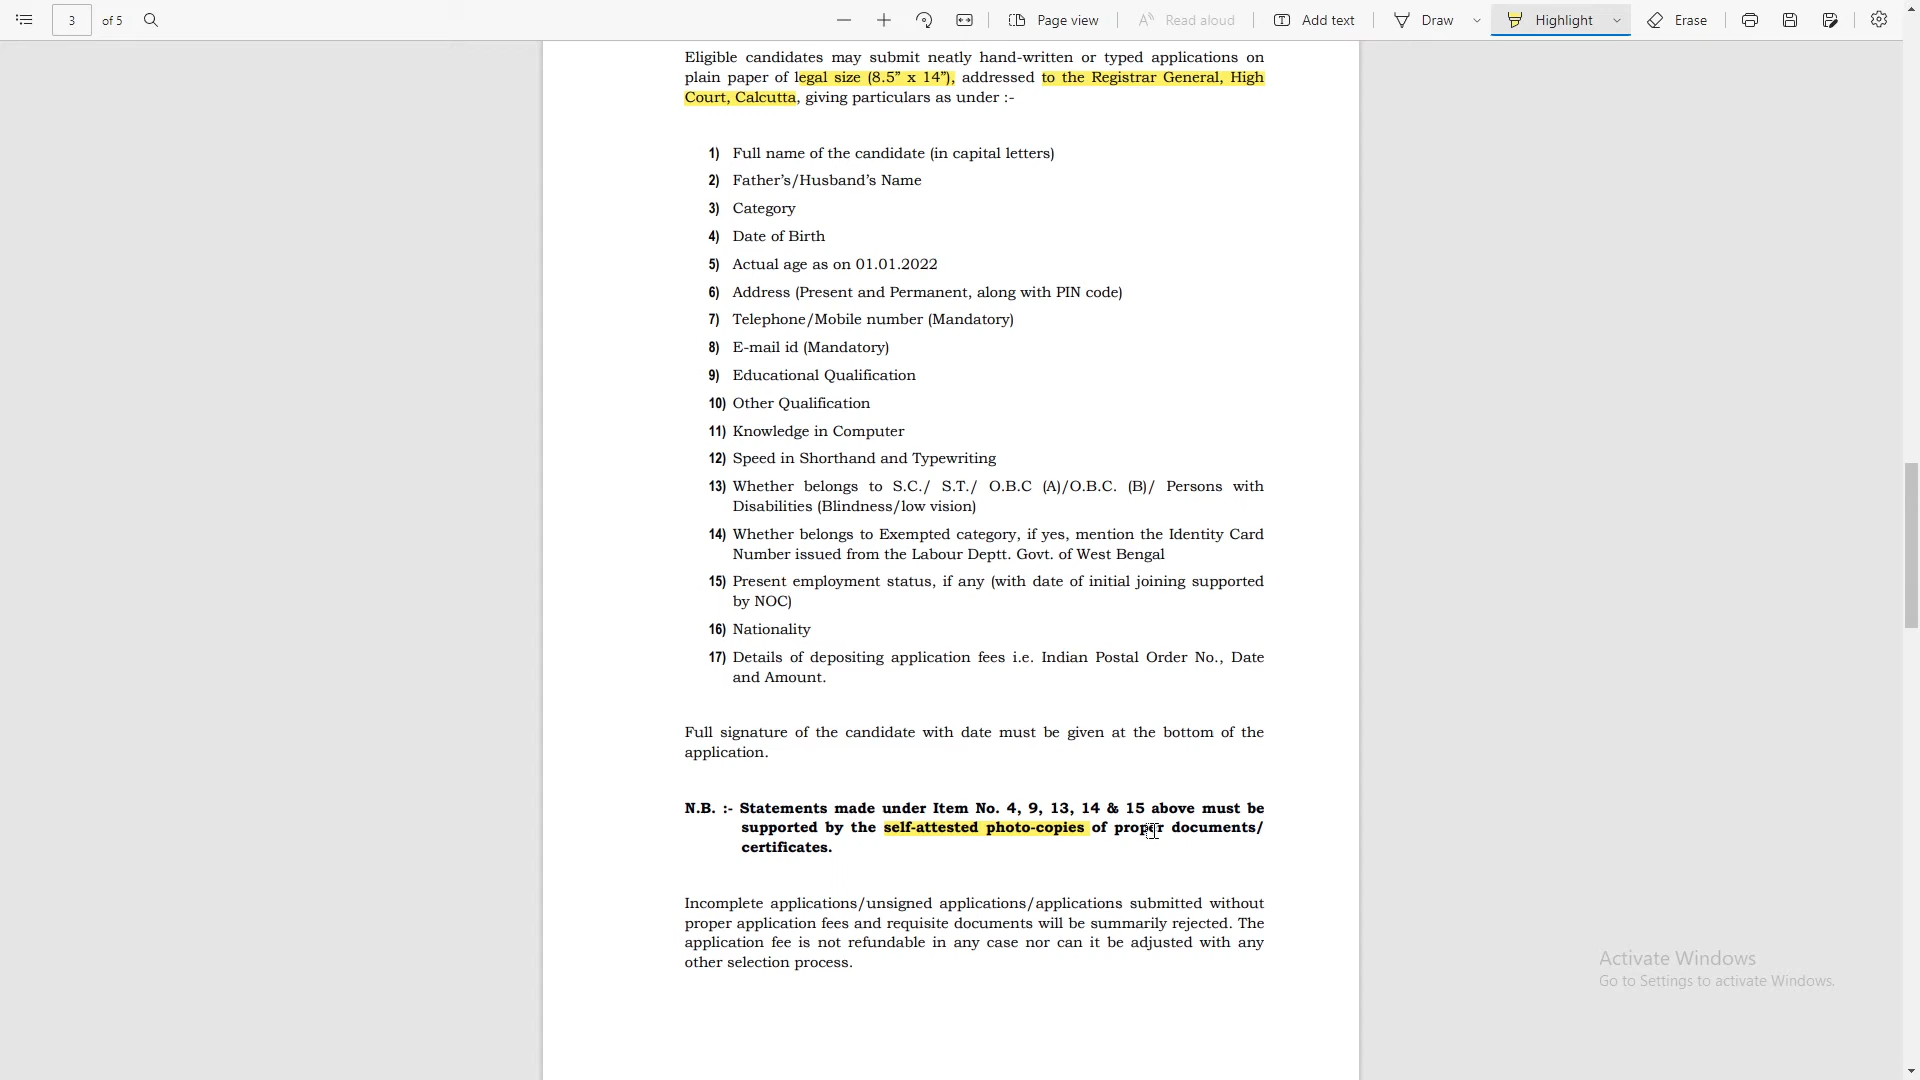 3 of 5
Page view
Read aloud
Add text
Draw
Highlight
Erase
Eligible candidates may submit neatly hand-written or typed applications on
plain paper of legal size (8.5” x 14”), addressed to the Registrar General, High
Court, Calcutta, giving particulars as under :-
1) Full name of the candidate (in capital letters)
2) Father’s/Husband’s Name
3) Category
4) Date of Birth
5) Actual age as on 01.01.2022
6) Address (Present and Permanent, along with PIN code)
7) Telephone/Mobile number (Mandatory)
8) E-mail id (Mandatory)
9) Educational Qualification
10) Other Qualification
11) Knowledge in Computer
12) Speed in Shorthand and Typewriting
13) Whether belongs to S.C./ S.T./ O.B.C (A)/O.B.C. (B)/ Persons with
Disabilities (Blindness/low vision)
14) Whether belongs to Exempted category, if yes, mention the Identity Card
Number issued from the Labour Deptt. Govt. of West Bengal
15) Present employment status, if any (with date of initial joining supported
by NOC)
16) Nationality
17) Details of depositing application fees i.e. Indian Postal Order No., Date
and Amount.
Full signature of the candidate with date must be given at the bottom of the
application.
N.B. :- Statements made under Item No. 4, 9, 13, 14 & 15 above must be
supported by the self-attested photo-copies of proper documents/
certificates.
Incomplete applications/unsigned applications/applications submitted without
proper application fees and requisite documents will be summarily rejected. The
application fee is not refundable in any case nor can it be adjusted with any
other selection process.
Activate Windows
Go to Settings to activate Windows.